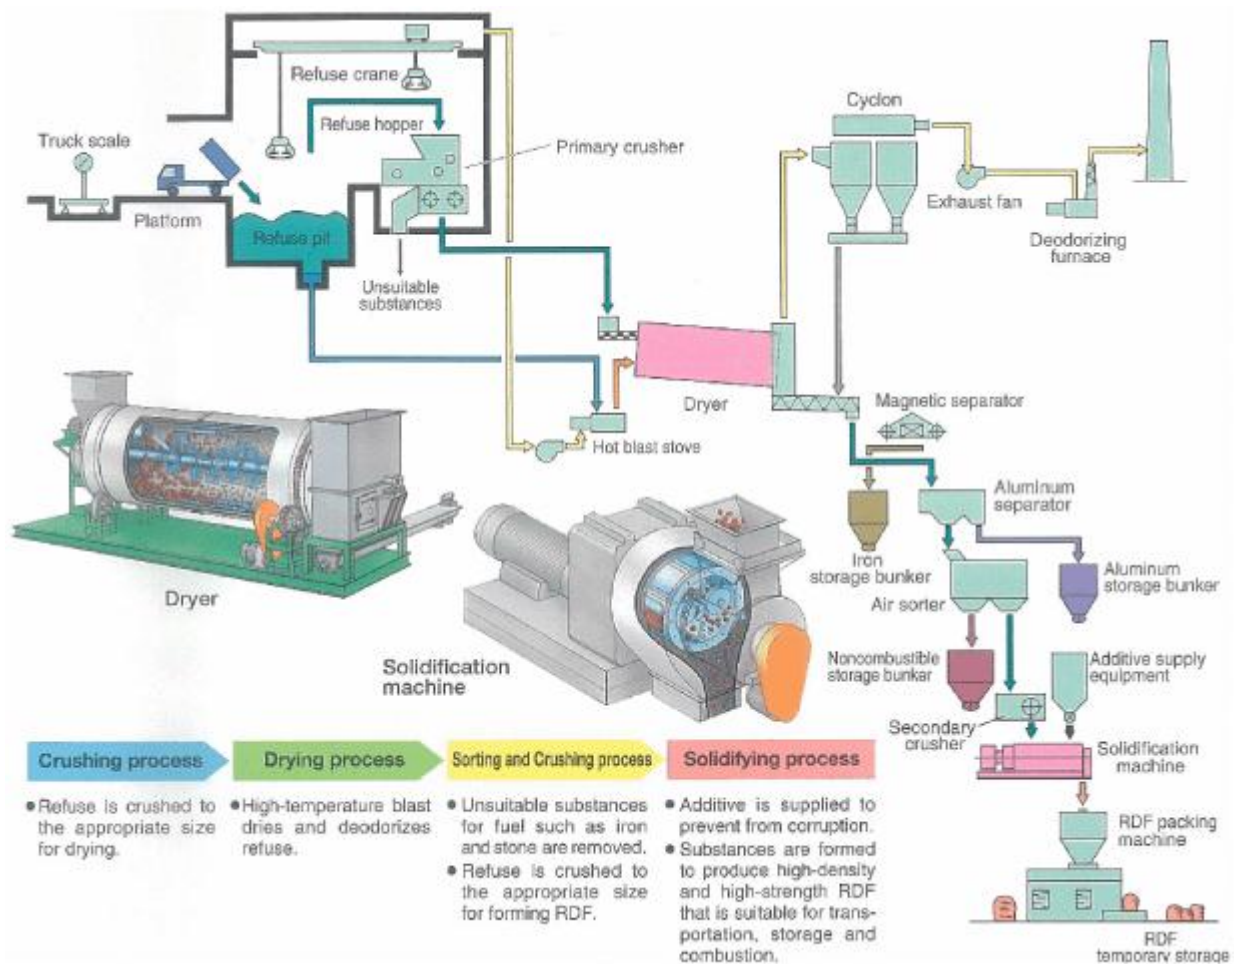 Refuse crane
Cyclon
Truck scale
Refuse hopper
Primary crusher
Platform
Refuse pit
Exhaust fan
Deodorizing
furnace
Unsuitable
substances
Dryer
Magnetic separator
Hot blast stove
Aluminum
separator
Iron
storage bunker
Aluminum
storage bunker
Air sorter
Dryer
Solidification
machine
Noncombustible
storage bunker
Additive supply
equipment
Secondary
crusher
Solidification
machine
RDF packing
machine
RDF
temporary storage
Crushing process
Drying process
Sorting and Crushing process
Solidifying process
• Refuse is crushed to
the appropriate size
for drying.
• High-temperature blast
dries and deodorizes
refuse.
• Unsuitable substances
for fuel such as iron
and stone are removed.
• Refuse is crushed to
the appropriate size
for forming RDF.
• Additive is supplied to
prevent from corruption.
• Substances are formed
to produce high-density
and high-strength RDF
that is suitable for trans-
portation, storage and
combustion.